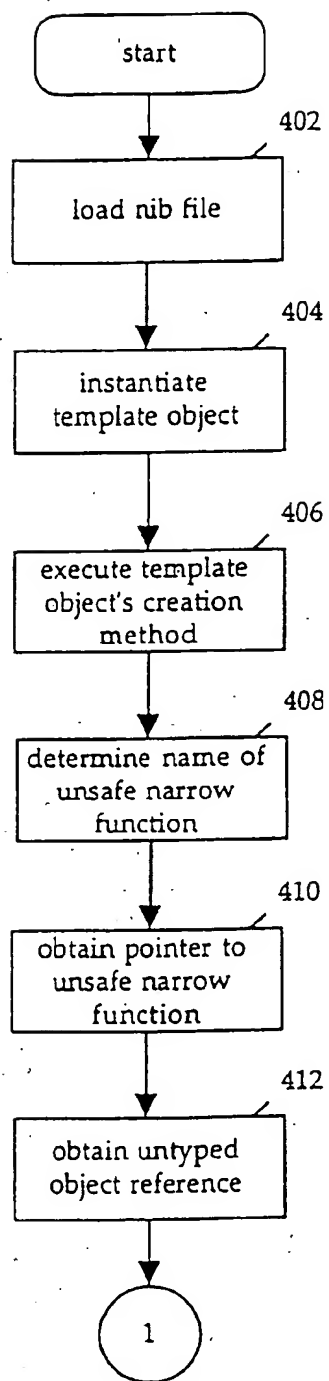 start
402
load nib file
404
instantiate
template object
406
execute template
object's creation
method
408
determine name of
unsafe narrow
function
410
obtain pointer to
unsafe narrow
function
412
obtain untyped
object reference
1